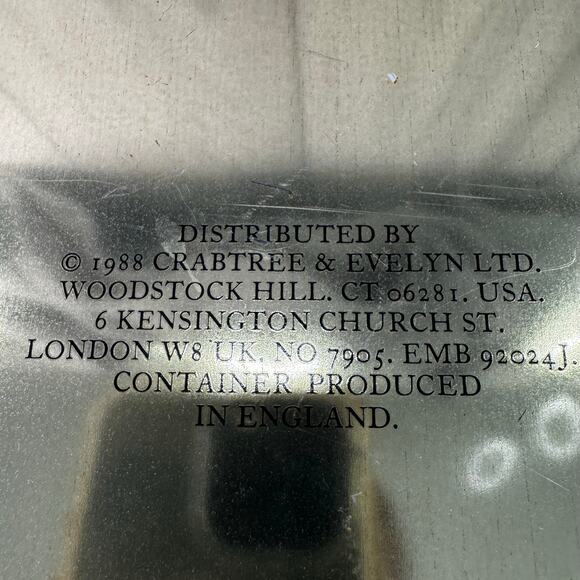 DISTRIBUTED BY
© 1988 CRABTREE & EVELYN LTD.
WOODSTOCK HILL. CT 06281. USA.
6 KENSINGTON CHURCH ST.
LONDON W8 UK. NO 7905. EMB 92024J.
CONTAINER PRODUCED
IN ENGLAND.